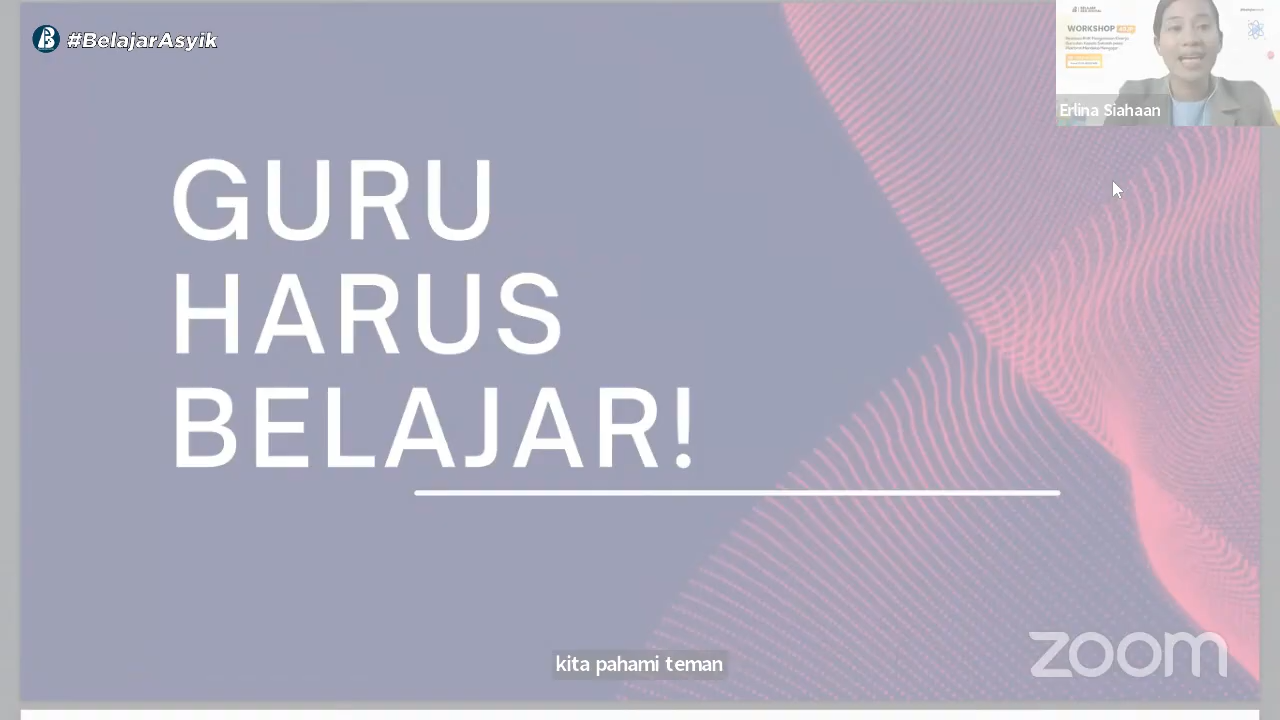 #BelajarAsyik
WORKSHOP
Erlina Siahaan
GURU
HARUS
BELAJAR!
kita pahami teman
zoom